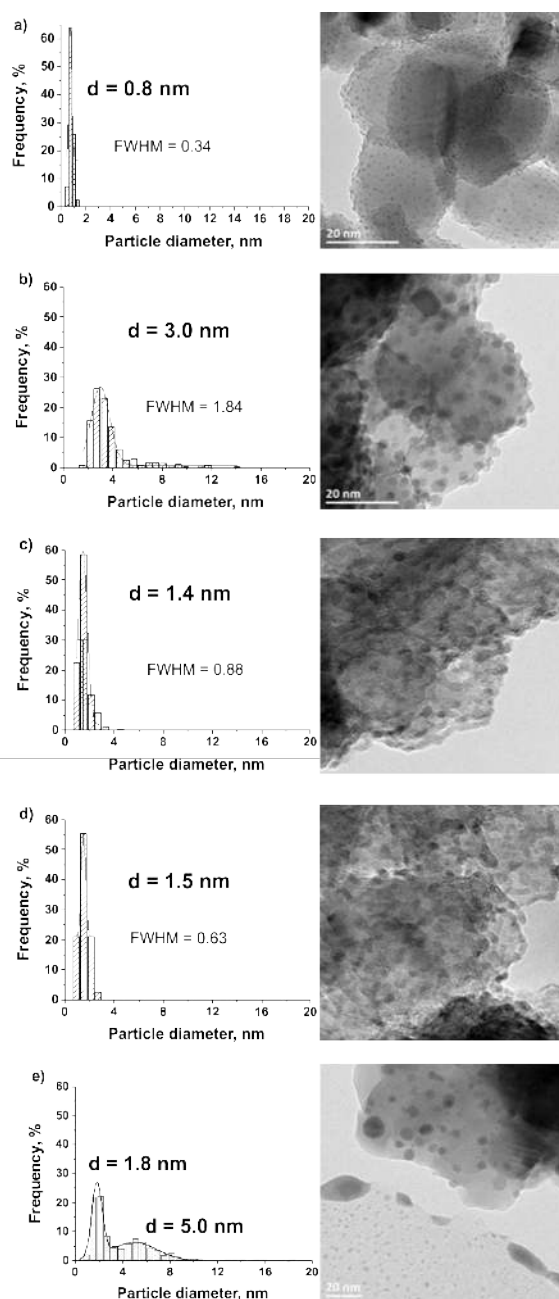 a)
Frequency, %
60
50
40
30
20
10
0
d = 0.8 nm
FWHM = 0.34
0 2 4 6 8 10 12 14 16 18 20
Particle diameter, nm
20 nm
b)
Frequency, %
60
50
40
30
20
10
0
d = 3.0 nm
FWHM = 1.84
0 4 8 12 16 20
Particle diameter, nm
20 nm
c)
Frequency, %
60
50
40
30
20
10
0
d = 1.4 nm
FWHM = 0.88
0 4 8 12 16 20
Particle diameter, nm
d)
Frequency, %
60
50
40
30
20
10
0
d = 1.5 nm
FWHM = 0.63
0 4 8 12 16 20
Particle diameter, nm
e)
Frequency, %
60
50
40
30
20
10
0
d = 1.8 nm
d = 5.0 nm
0 4 8 12 16 20
Particle diameter, nm
20 nm